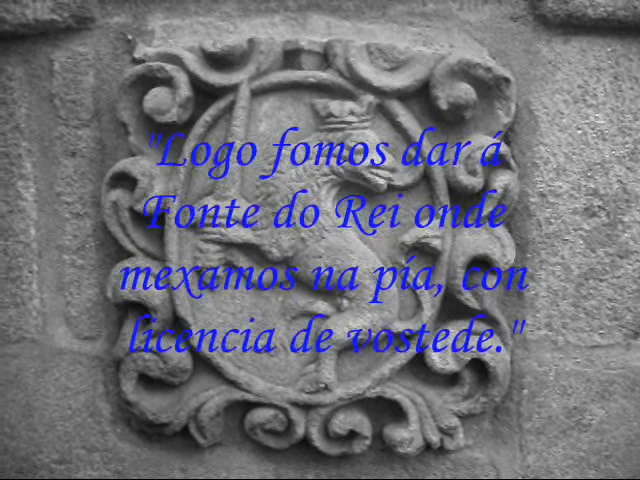 "Logo fomos dar á
Fonte do Rei onde
mexamos na pía, con
licencia de vostede."